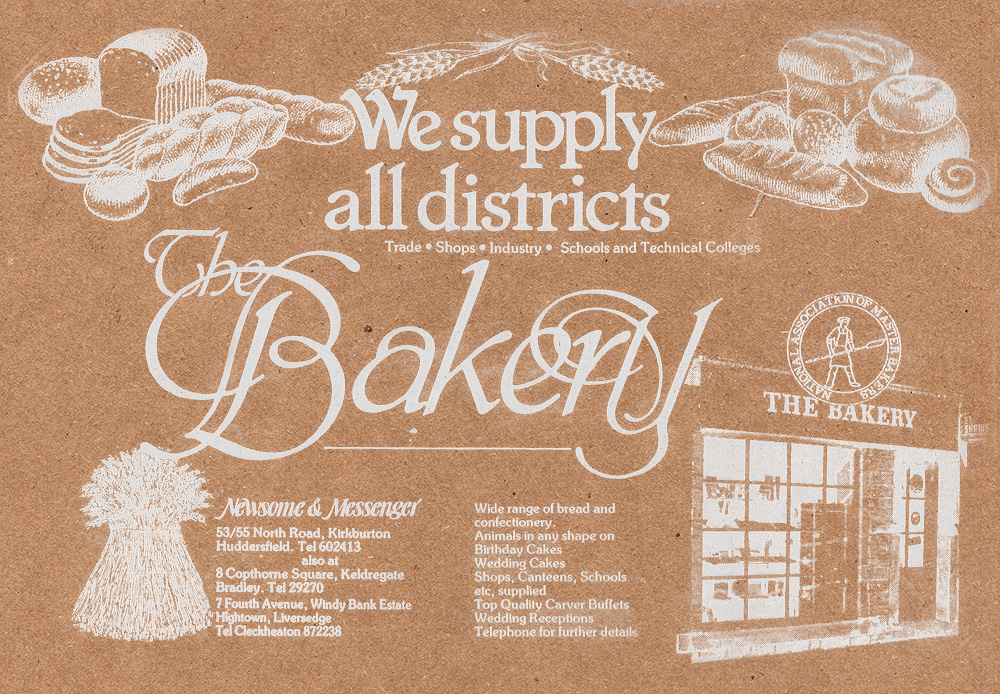 We supply
all districts
Trade • Shops • Industry • Schools and Technical Colleges
The
Bakery
NATIONAL ASSOCIATION OF MASTER BAKERS
THE BAKERY
Newsome & Messenger
53/55 North Road, Kirkburton
Huddersfield. Tel 602413
also at
8 Copthorne Square, Keldregate
Bradley. Tel 29270
7 Fourth Avenue, Windy Bank Estate
Hightown, Liversedge
Tel Cleckheaton 872238
Wide range of bread and
confectionery.
Animals in any shape on
Birthday Cakes
Wedding Cakes
Shops, Canteens, Schools
etc, supplied
Top Quality Carver Buffets
Wedding Receptions
Telephone for further details